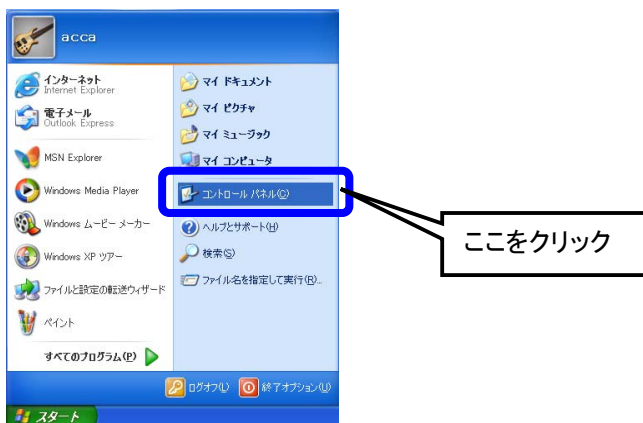 acca
インターネット
Internet Explorer
電子メール
Outlook Express
MSN Explorer
Windows Media Player
Windows ムービー メーカー
Windows XP ツアー
ファイルと設定の転送ウィザード
ペイント
すべてのプログラム(P)
マイ ドキュメント
マイ ピクチャ
マイ ミュージック
マイ コンピュータ
コントロール パネル(C)
ヘルプとサポート(H)
検索(S)
ファイル名を指定して実行(R)...
ログオフ(L)
終了オプション(U)
スタート
ここをクリック